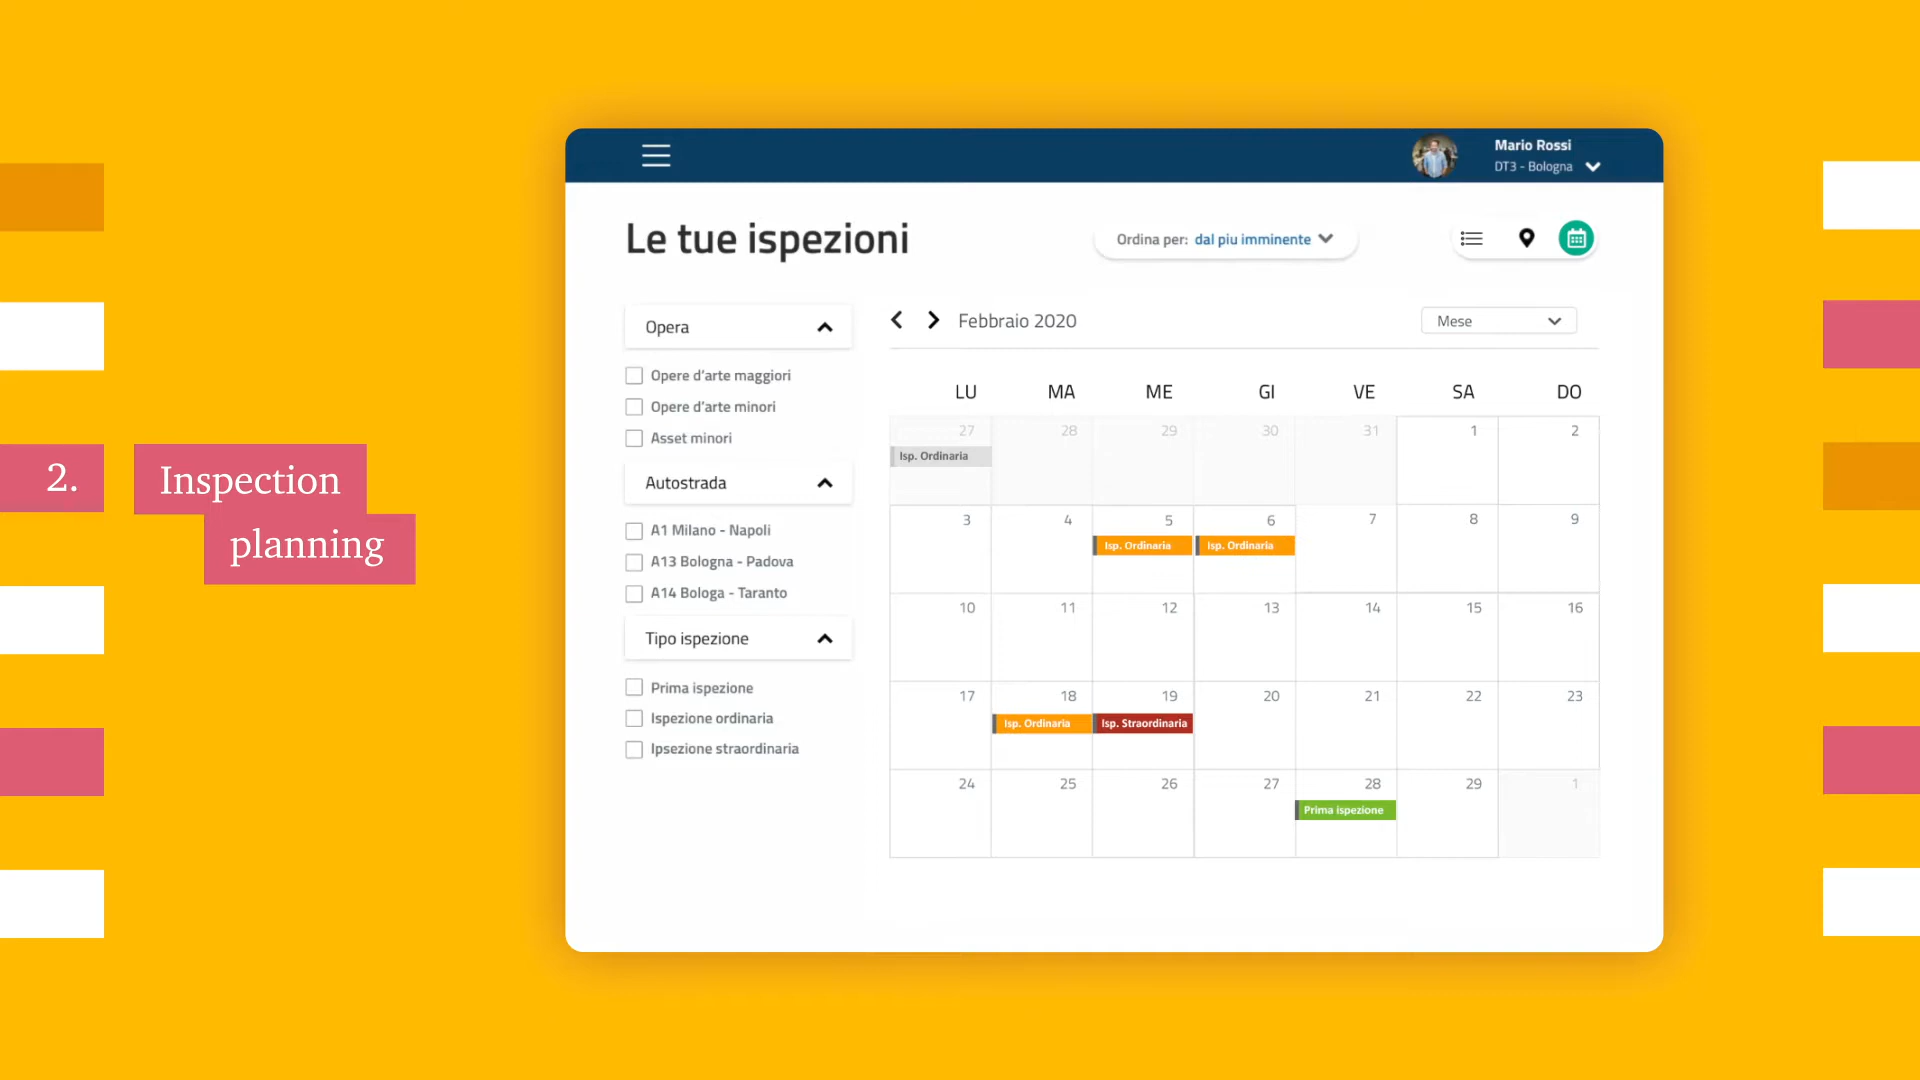 2.
Inspection
planning
Mario Rossi
DT3 - Bologna
Le tue ispezioni
Ordina per: dal piu imminente
Opera
Opere d'arte maggiori
Opere d'arte minori
Asset minori
Autostrada
A1 Milano - Napoli
A13 Bologna - Padova
A14 Bologa - Taranto
Tipo ispezione
Prima ispezione
Ispezione ordinaria
Ipsezione straordinaria
Febbraio 2020
Mese
LU MA ME GI VE SA DO
27 28 29 30 31 1 2
Isp. Ordinaria
3 4 5 6 7 8 9
Isp. Ordinaria Isp. Ordinaria
10 11 12 13 14 15 16
17 18 19 20 21 22 23
Isp. Ordinaria Isp. Straordinaria
24 25 26 27 28 29 1
Prima ispezione